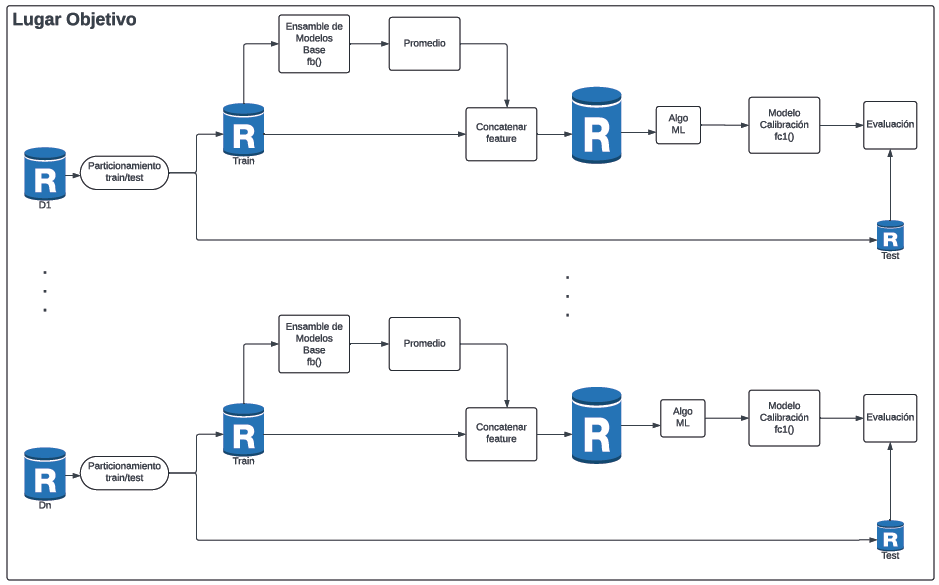 Lugar Objetivo
Ensamble de
Modelos
Base
fb()
Promedio
R
Train
Concatenar
feature
R
Algo
ML
Modelo
Calibración
fc1()
Evaluación
R
D1
Particionamiento
train/test
R
Test
Ensamble de
Modelos
Base
fb()
Promedio
R
Train
Concatenar
feature
R
Algo
ML
Modelo
Calibración
fc1()
Evaluación
R
Dn
Particionamiento
train/test
R
Test